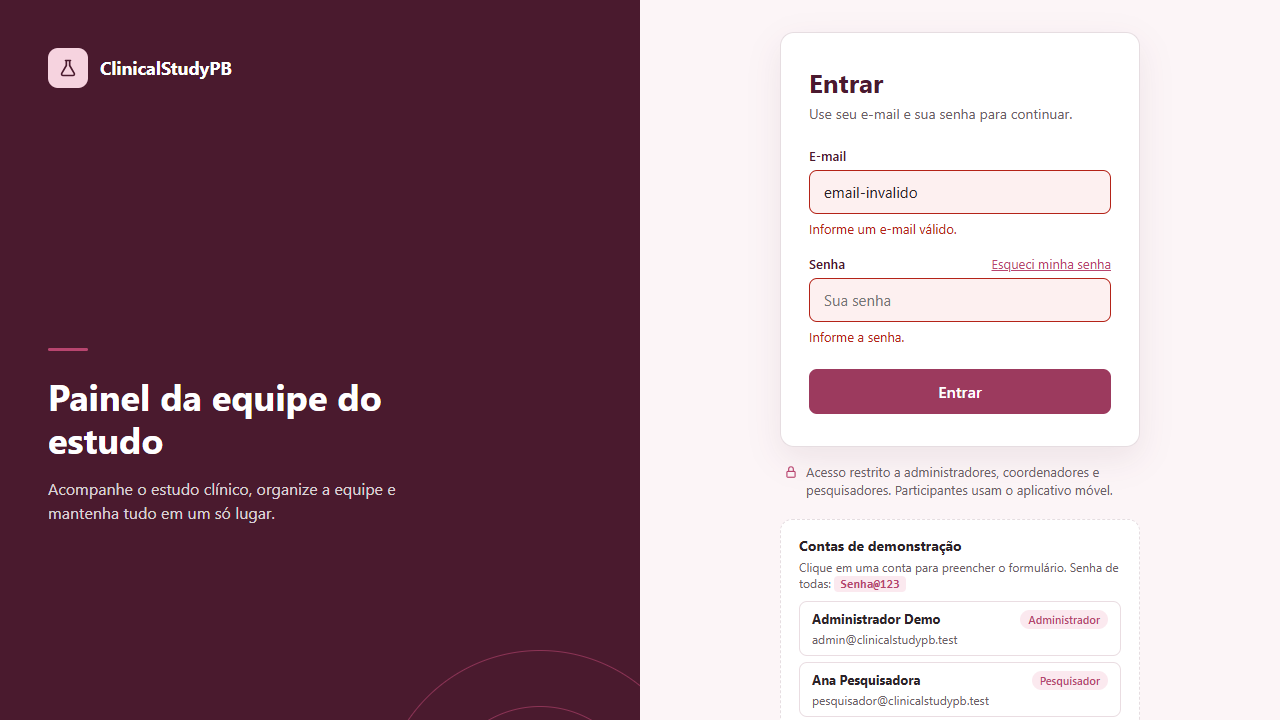 ClinicalStudyPB
Painel da equipe do
estudo
Acompanhe o estudo clínico, organize a equipe e
mantenha tudo em um só lugar.
Entrar
Use seu e-mail e sua senha para continuar.
E-mail
email-invalido
Informe um e-mail válido.
Senha
Esqueci minha senha
Sua senha
Informe a senha.
Entrar
Acesso restrito a administradores, coordenadores e
pesquisadores. Participantes usam o aplicativo móvel.
Contas de demonstração
Clique em uma conta para preencher o formulário. Senha de
todas: Senha@123
Administrador Demo
Administrador
admin@clinicalstudypb.test
Ana Pesquisadora
Pesquisador
pesquisador@clinicalstudypb.test